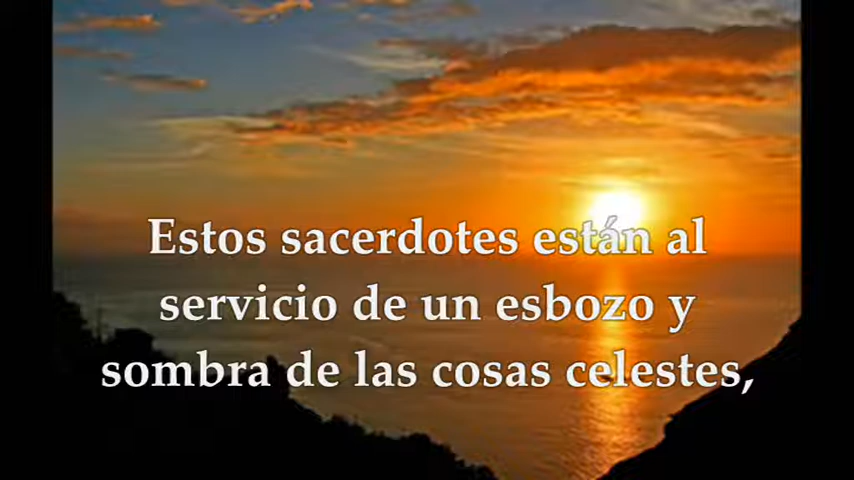 Estos sacerdotes están al
servicio de un esbozo y
sombra de las cosas celestes,